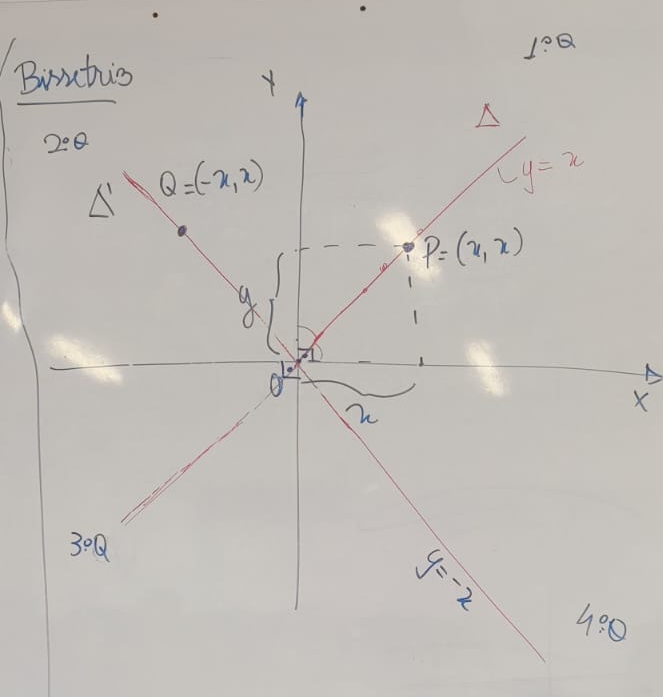 1ºQ
Bissetriz
Y
2ºQ
Δ
Δ'
Q=(-x,x)
y=x
P=(x,x)
y
O
X
x
3ºQ
y=-x
4ºQ